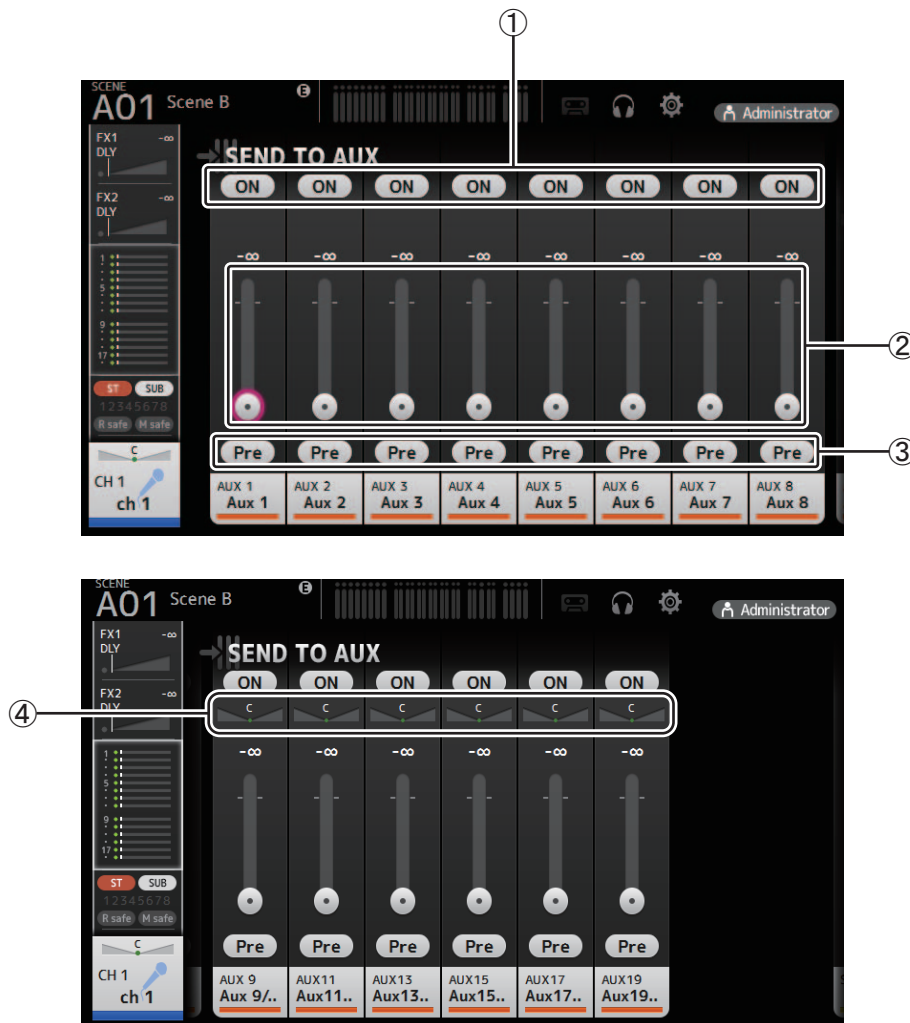 ①
SCENE
A01 Scene B E Administrator
FX1 -∞
DLY
SEND TO AUX
ON ON ON ON ON ON ON ON
FX2 -∞
DLY
-∞ -∞ -∞ -∞ -∞ -∞ -∞ -∞
1
5
②
9
17
ST SUB
12345678
R safe M safe
Pre Pre Pre Pre Pre Pre Pre Pre
③
C
CH 1
ch 1
AUX 1 AUX 2 AUX 3 AUX 4 AUX 5 AUX 6 AUX 7 AUX 8
Aux 1 Aux 2 Aux 3 Aux 4 Aux 5 Aux 6 Aux 7 Aux 8
SCENE
A01 Scene B E Administrator
FX1 -∞
DLY
SEND TO AUX
ON ON ON ON ON ON
FX2 -∞
DLY
④
C C C C C C
-∞ -∞ -∞ -∞ -∞ -∞
1
5
9
17
ST SUB
12345678
R safe M safe
Pre Pre Pre Pre Pre Pre
C
CH 1
ch 1
AUX 9 AUX11 AUX13 AUX15 AUX17 AUX19
Aux 9/.. Aux11.. Aux13.. Aux15.. Aux17.. Aux19..